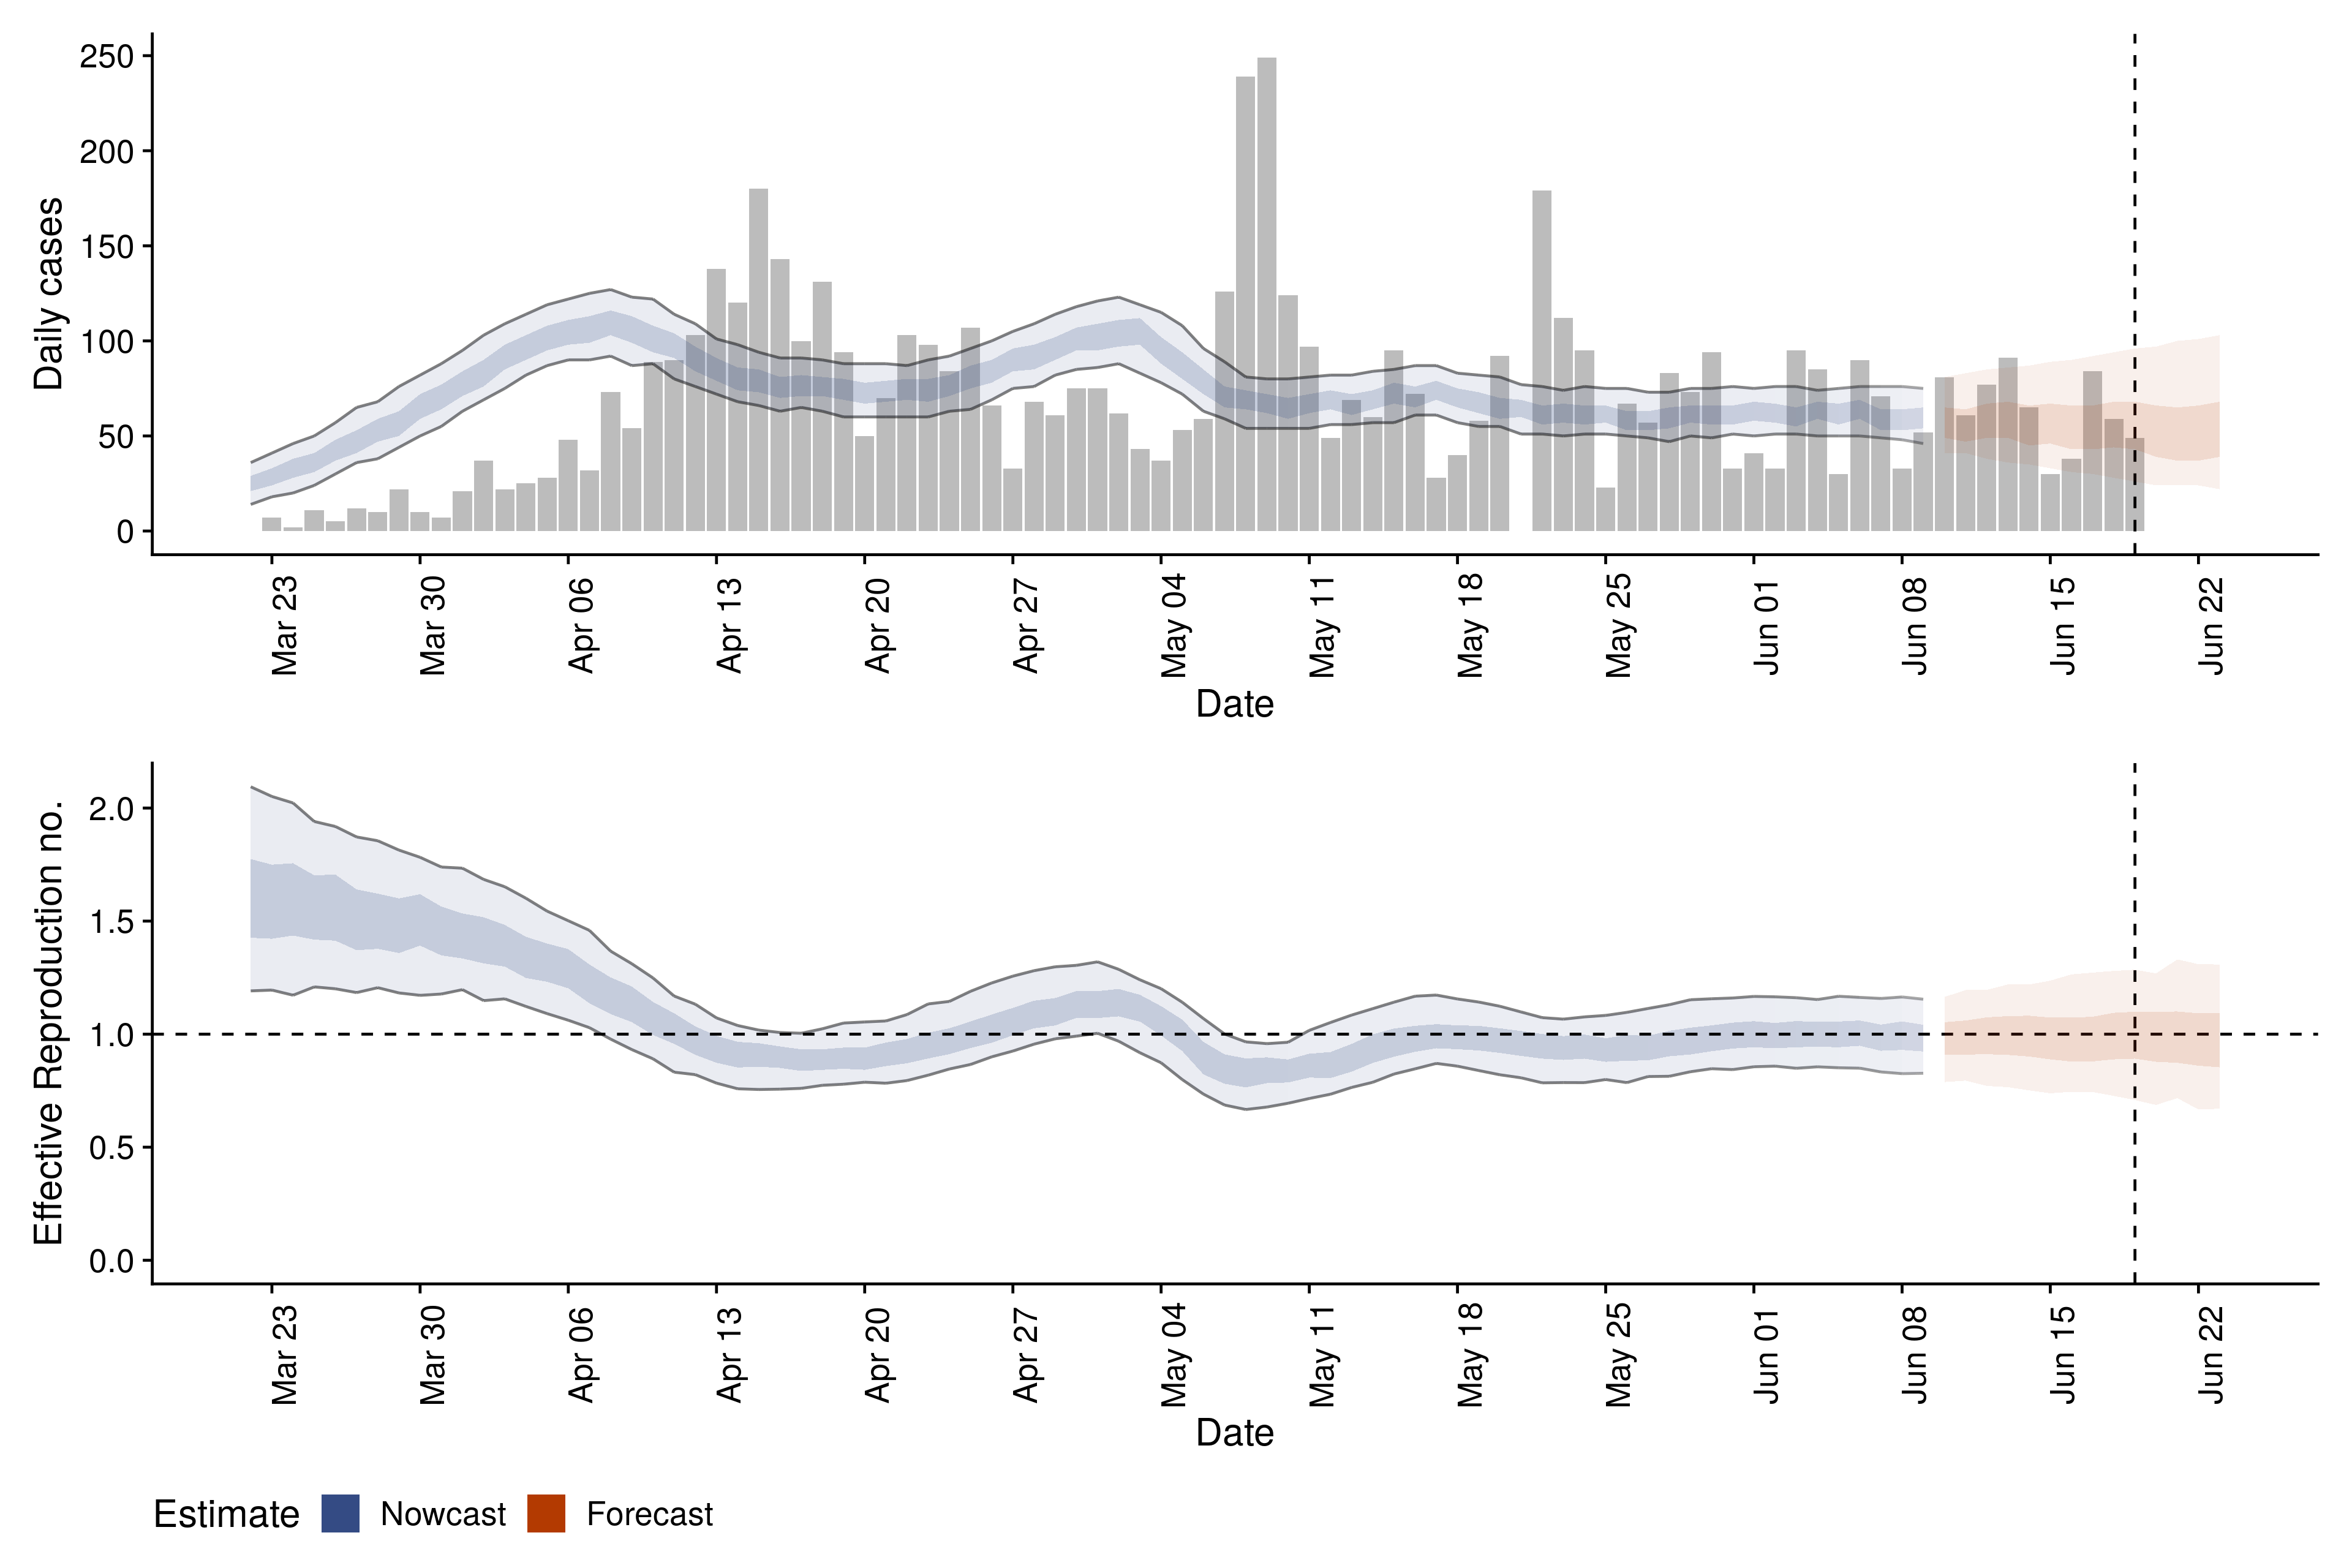 250
200
150
100
50
0
Daily cases
Mar 23
Mar 30
Apr 06
Apr 13
Apr 20
Apr 27
May 04
May 11
May 18
May 25
Jun 01
Jun 08
Jun 15
Jun 22
Date
2.0
1.5
1.0
0.5
0.0
Effective Reproduction no.
Mar 23
Mar 30
Apr 06
Apr 13
Apr 20
Apr 27
May 04
May 11
May 18
May 25
Jun 01
Jun 08
Jun 15
Jun 22
Date
Estimate Nowcast Forecast